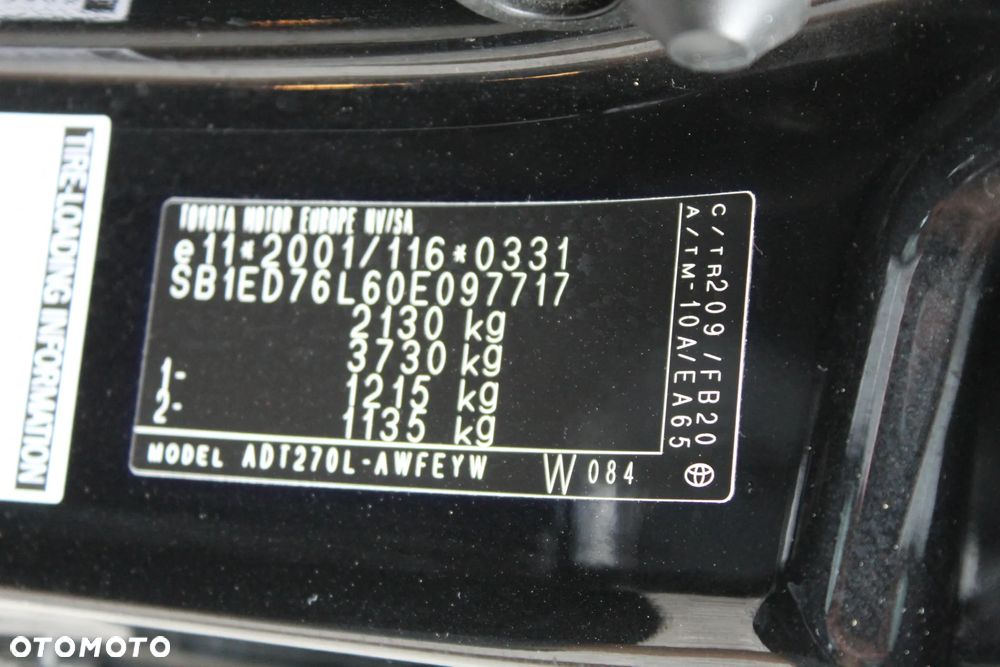 TIRE-LOADING INFORMATION
TOYOTA MOTOR EUROPE NV/SA
e11*2001/116*0331
SB1ED76L60E097717
2130 kg
3730 kg
1- 1215 kg
2- 1135 kg
MODEL ADT270L-AWFEYW W 084
C/TR209/FB20
A/TM-10A/EA65
OTOMOTO